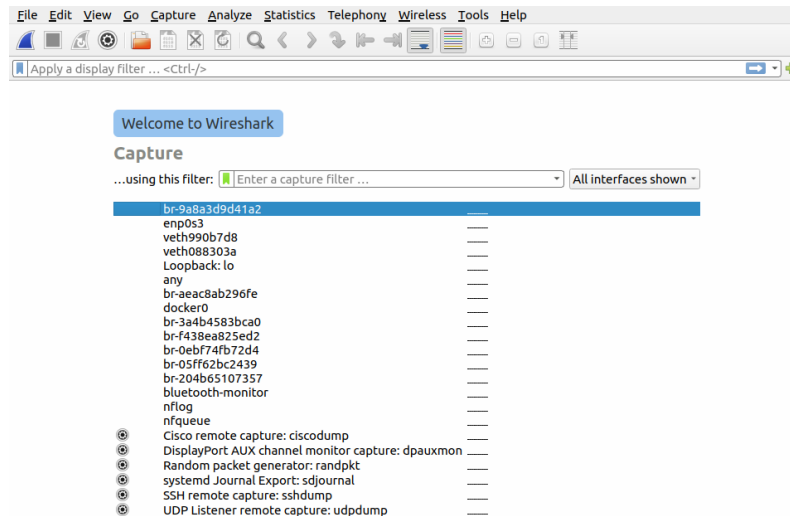 File Edit View Go Capture Analyze Statistics Telephony Wireless Tools Help
Apply a display filter … <Ctrl-/>
Welcome to Wireshark
Capture
…using this filter: Enter a capture filter … All interfaces shown
br-9a8a3d9d41a2
enp0s3
veth990b7d8
veth088303a
Loopback: lo
any
br-aeac8ab296fe
docker0
br-3a4b4583bca0
br-f438ea825ed2
br-0ebf74fb72d4
br-05ff62bc2439
br-204b65107357
bluetooth-monitor
nflog
nfqueue
Cisco remote capture: ciscodump
DisplayPort AUX channel monitor capture: dpauxmon
Random packet generator: randpkt
systemd Journal Export: sdjournal
SSH remote capture: sshdump
UDP Listener remote capture: udpdump